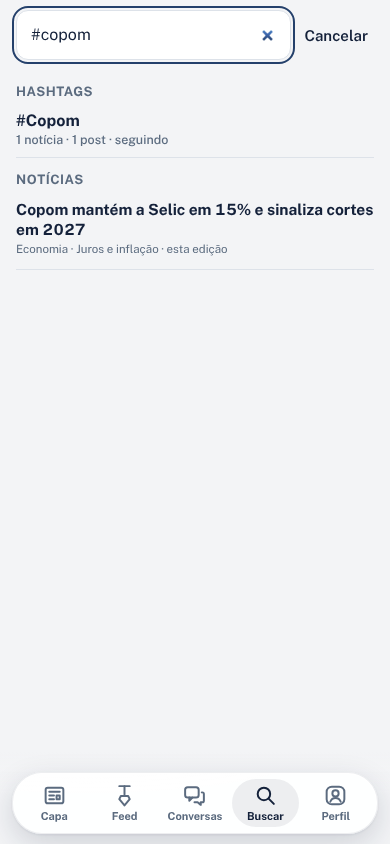 #copom
Cancelar
HASHTAGS
#Copom
1 notícia · 1 post · seguindo
NOTÍCIAS
Copom mantém a Selic em 15% e sinaliza cortes
em 2027
Economia · Juros e inflação · esta edição
Capa
Feed
Conversas
Buscar
Perfil